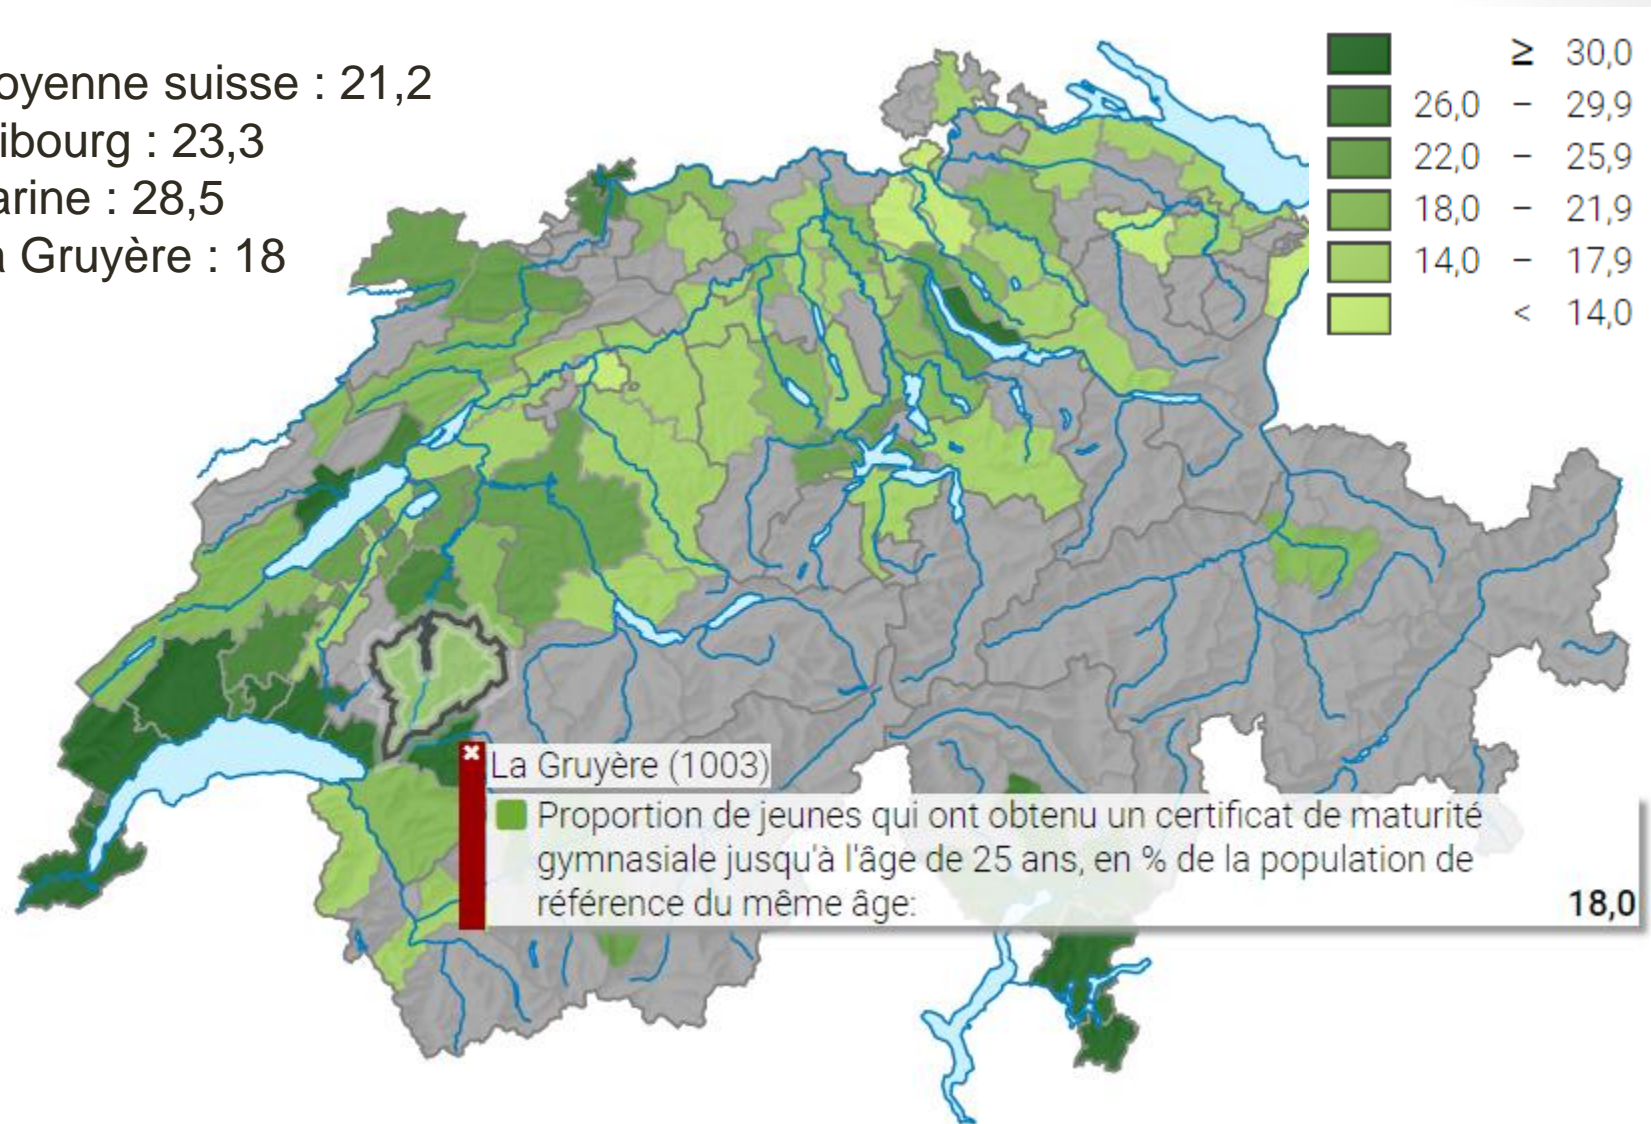 oyenne suisse : 21,2
ibourg : 23,3
arine : 28,5
a Gruyère : 18
≥ 30,0
26,0 – 29,9
22,0 – 25,9
18,0 – 21,9
14,0 – 17,9
< 14,0
La Gruyère (1003)
Proportion de jeunes qui ont obtenu un certificat de maturité
gymnasiale jusqu'à l'âge de 25 ans, en % de la population de
référence du même âge:
18,0